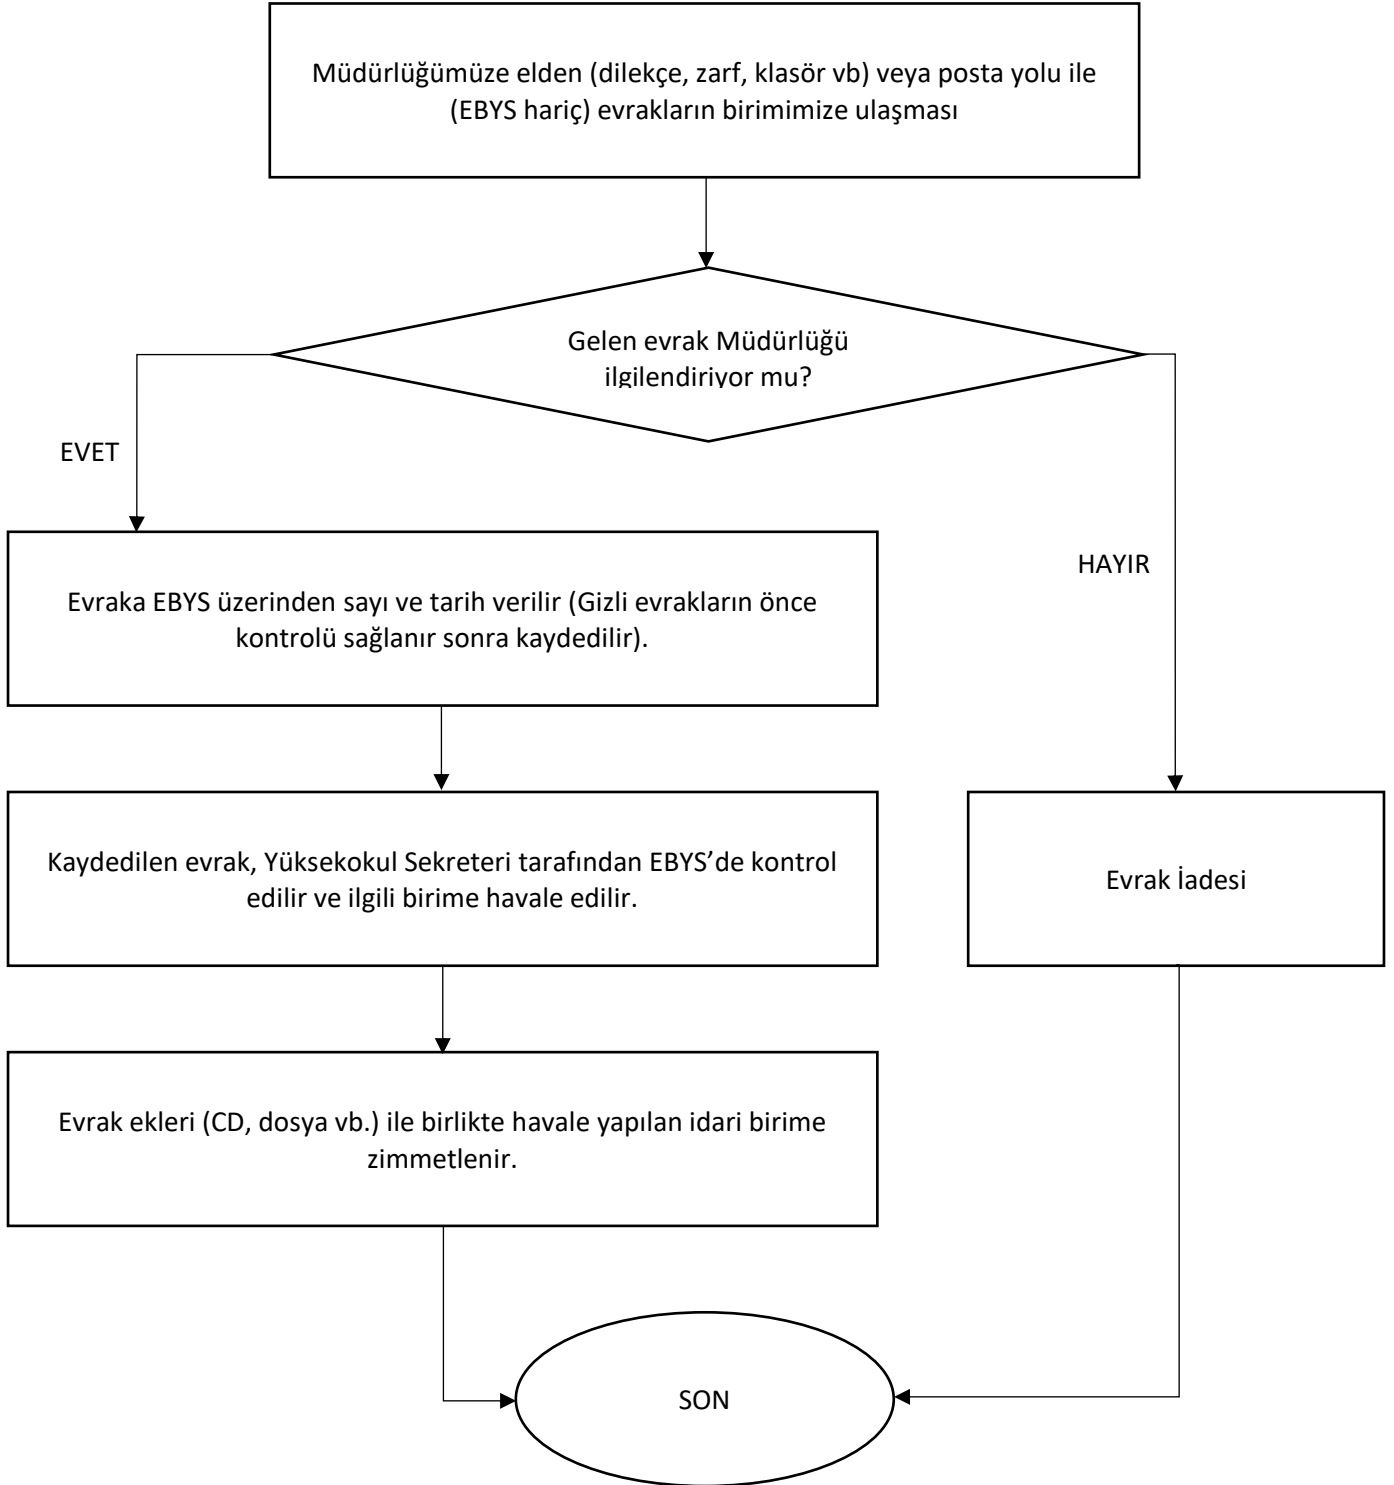 Müdürlüğümüze elden (dilekçe, zarf, klasör vb) veya posta yolu ile
(EBYS hariç) evrakların birimimize ulaşması
Gelen evrak Müdürlüğü
ilgilendiriyor mu?
EVET
HAYIR
Evraka EBYS üzerinden sayı ve tarih verilir (Gizli evrakların önce
kontrolü sağlanır sonra kaydedilir).
Kaydedilen evrak, Yüksekokul Sekreteri tarafından EBYS’de kontrol
edilir ve ilgili birime havale edilir.
Evrak İadesi
Evrak ekleri (CD, dosya vb.) ile birlikte havale yapılan idari birime
zimmetlenir.
SON